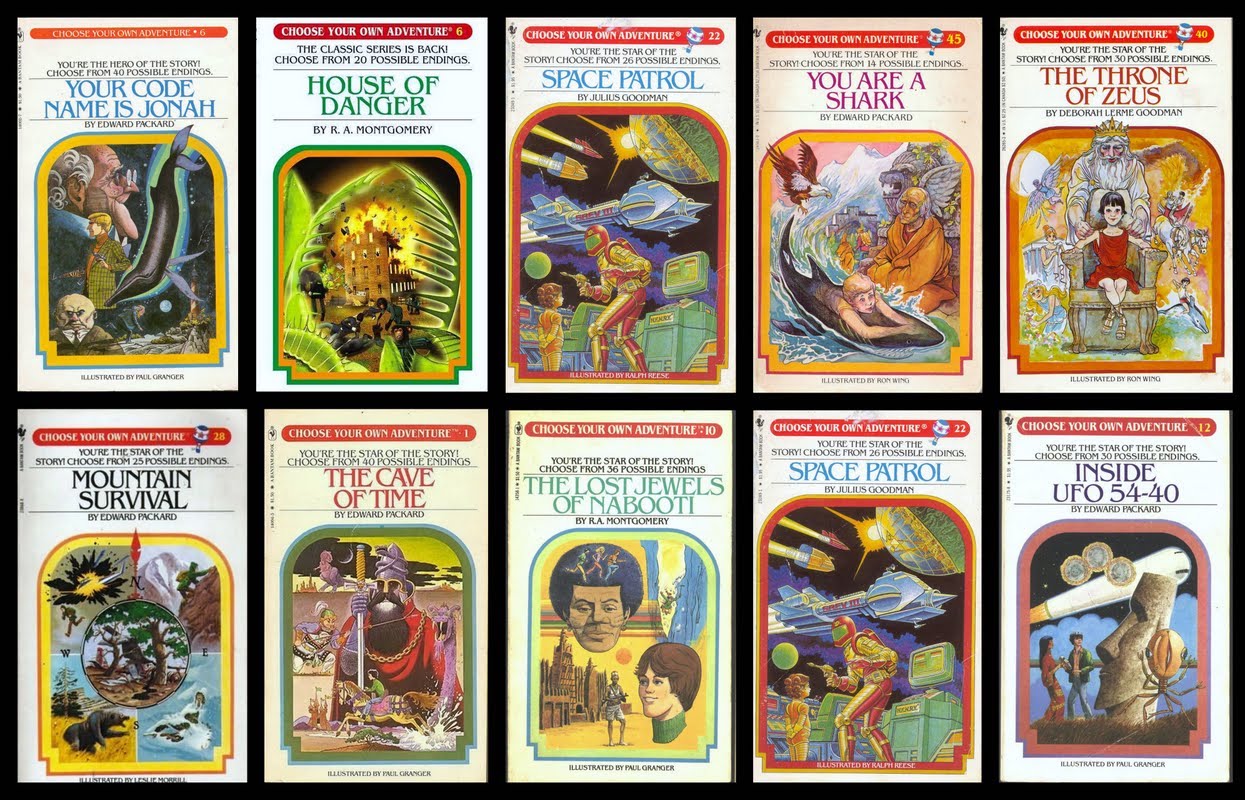 CHOOSE YOUR OWN ADVENTURE • 6
YOU'RE THE HERO OF THE STORY!
CHOOSE FROM 40 POSSIBLE ENDINGS.
YOUR CODE
NAME IS JONAH
BY EDWARD PACKARD
ILLUSTRATED BY PAUL GRANGER
CHOOSE YOUR OWN ADVENTURE® 6
THE CLASSIC SERIES IS BACK!
CHOOSE FROM 20 POSSIBLE ENDINGS.
HOUSE OF
DANGER
BY R. A. MONTGOMERY
CHOOSE YOUR OWN ADVENTURE® 22
YOU'RE THE STAR OF THE
STORY! CHOOSE FROM 26 POSSIBLE ENDINGS.
SPACE PATROL
BY JULIUS GOODMAN
ILLUSTRATED BY RALPH REESE
CHOOSE YOUR OWN ADVENTURE® 45
YOU'RE THE STAR OF THE
STORY! CHOOSE FROM 14 POSSIBLE ENDINGS.
YOU ARE A
SHARK
BY EDWARD PACKARD
ILLUSTRATED BY RON WING
CHOOSE YOUR OWN ADVENTURE® 40
YOU'RE THE STAR OF THE
STORY! CHOOSE FROM 30 POSSIBLE ENDINGS.
THE THRONE
OF ZEUS
BY DEBORAH LERME GOODMAN
ILLUSTRATED BY RON WING
CHOOSE YOUR OWN ADVENTURE® 28
YOU'RE THE STAR OF THE
STORY! CHOOSE FROM 25 POSSIBLE ENDINGS.
MOUNTAIN
SURVIVAL
BY EDWARD PACKARD
N
W
E
S
ILLUSTRATED BY LESLIE MORRILL
CHOOSE YOUR OWN ADVENTURE™ • 1
YOU'RE THE STAR OF THE STORY!
CHOOSE FROM 40 POSSIBLE ENDINGS
THE CAVE
OF TIME
BY EDWARD PACKARD
ILLUSTRATED BY PAUL GRANGER
CHOOSE YOUR OWN ADVENTURE™ • 10
YOU'RE THE STAR OF THE STORY!
CHOOSE FROM 36 POSSIBLE ENDINGS
THE LOST JEWELS
OF NABOOTI
BY R.A. MONTGOMERY
ILLUSTRATED BY PAUL GRANGER
CHOOSE YOUR OWN ADVENTURE® 22
YOU'RE THE STAR OF THE
STORY! CHOOSE FROM 26 POSSIBLE ENDINGS.
SPACE PATROL
BY JULIUS GOODMAN
ILLUSTRATED BY RALPH REESE
CHOOSE YOUR OWN ADVENTURE • 12
YOU'RE THE STAR OF THE STORY!
CHOOSE FROM 30 POSSIBLE ENDINGS.
INSIDE
UFO 54-40
BY EDWARD PACKARD
ILLUSTRATED BY PAUL GRANGER